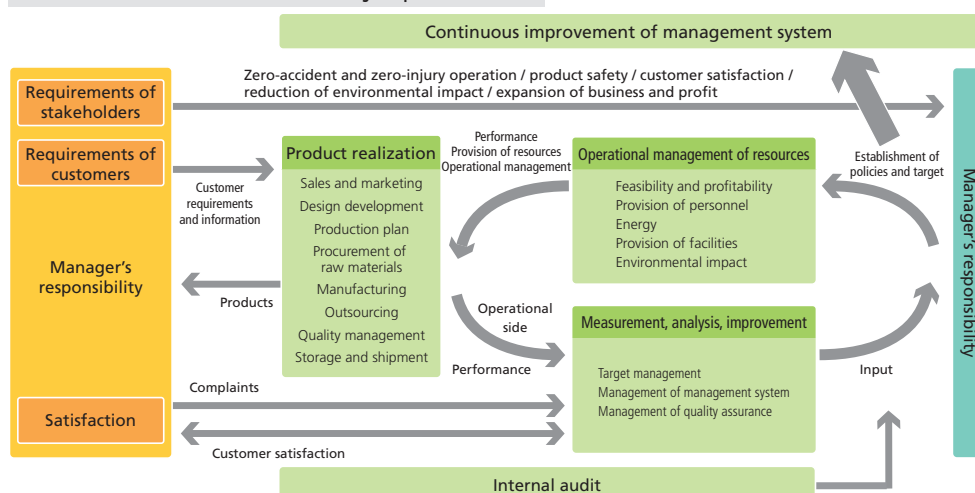 Continuous improvement of management system
Zero-accident and zero-injury operation / product safety / customer satisfaction /
reduction of environmental impact / expansion of business and profit
Requirements of
stakeholders
Requirements of
customers
Manager's
responsibility
Satisfaction
Customer
requirements
and information
Products
Complaints
Customer satisfaction
Product realization
Sales and marketing
Design development
Production plan
Procurement of
raw materials
Manufacturing
Outsourcing
Quality management
Storage and shipment
Performance
Provision of resources
Operational management
Operational
side
Performance
Operational management of resources
Feasibility and profitability
Provision of personnel
Energy
Provision of facilities
Environmental impact
Measurement, analysis, improvement
Target management
Management of management system
Management of quality assurance
Establishment of
policies and target
Input
Manager's responsibility
Internal audit